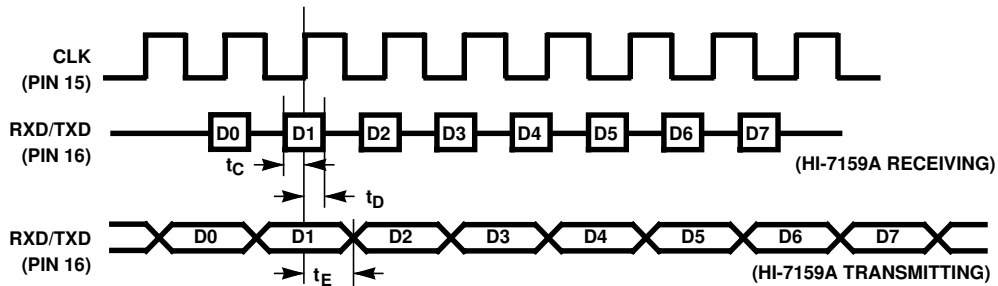 CLK
(PIN 15)
RXD/TXD
(PIN 16)
D0 D1 D2 D3 D4 D5 D6 D7
tC
tD
(HI-7159A RECEIVING)
RXD/TXD
(PIN 16)
D0 D1 D2 D3 D4 D5 D6 D7
tE
(HI-7159A TRANSMITTING)